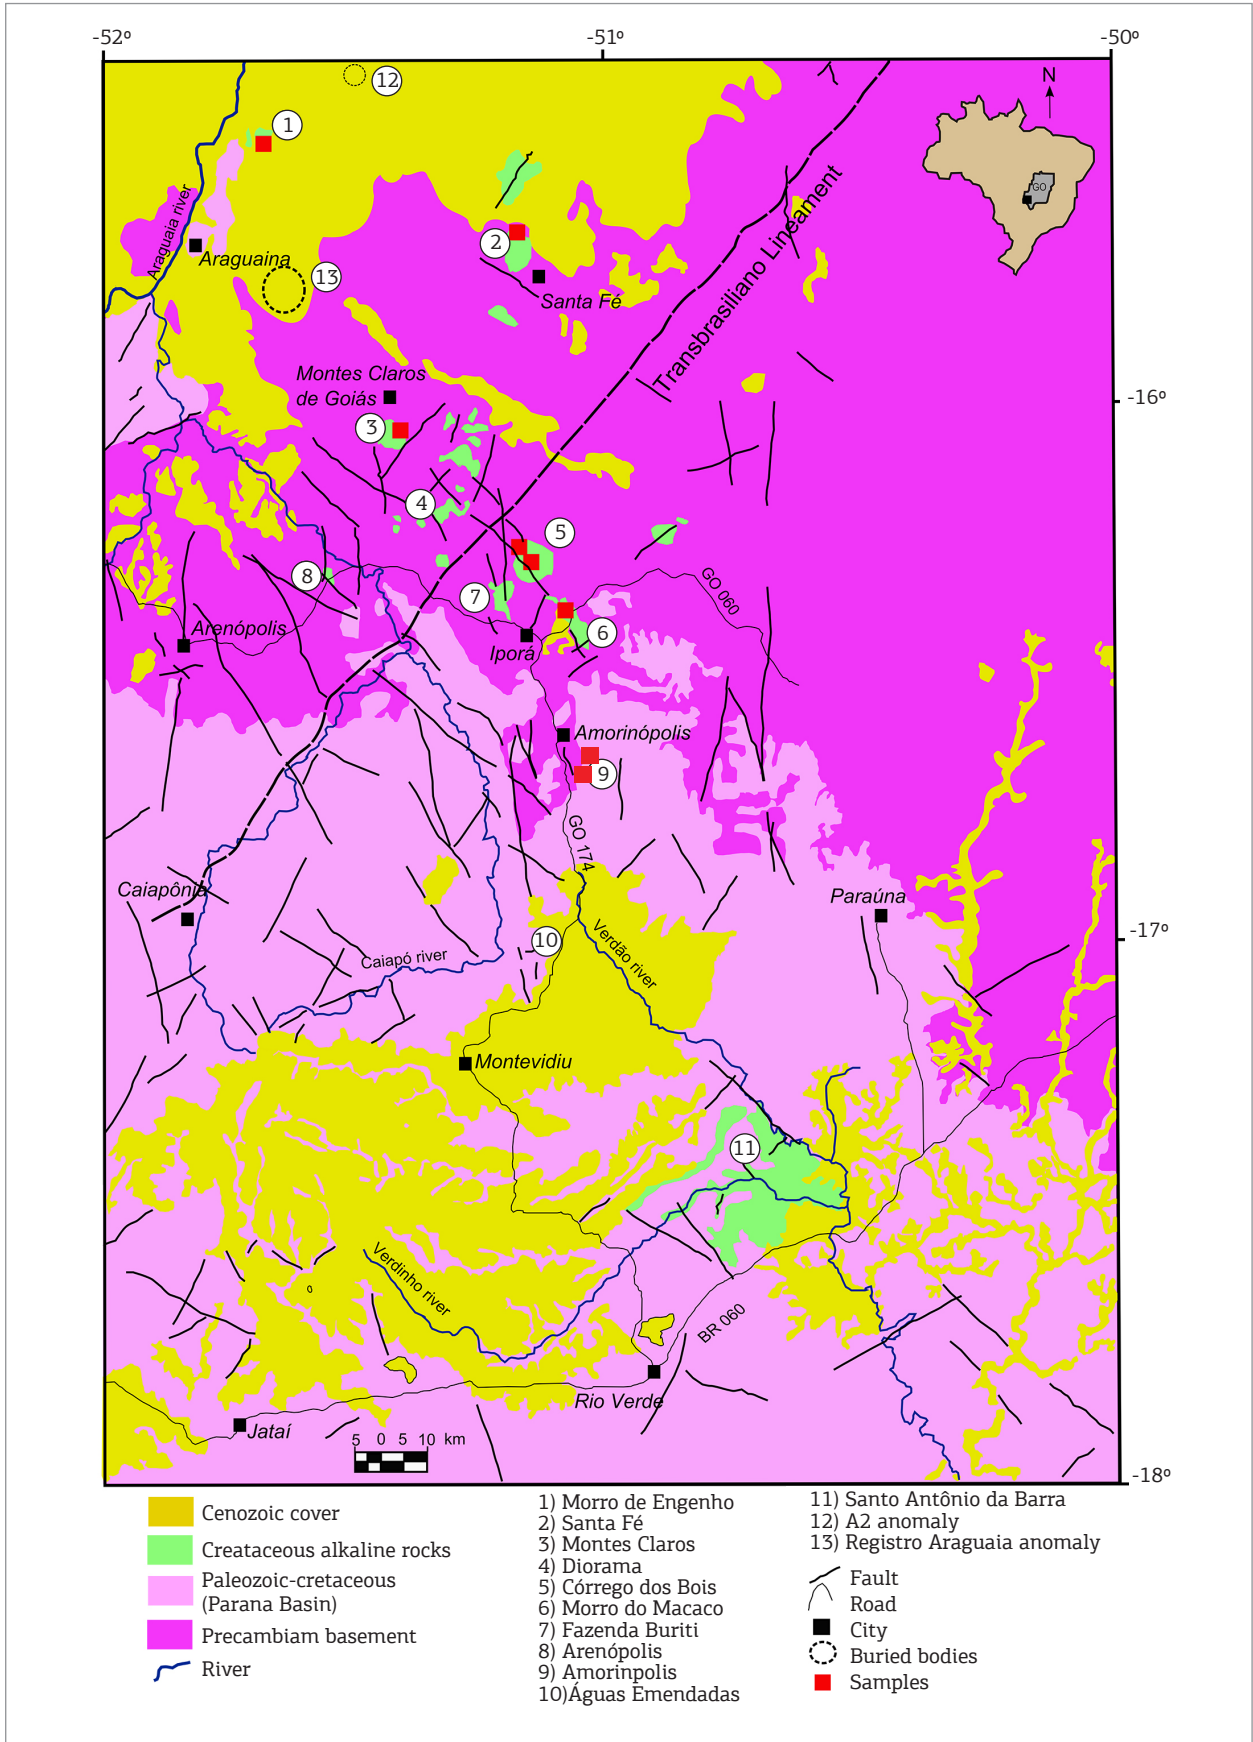 -52º
-51º
-50º
N
GO
12
1
Araguaia river
Araguaina
13
2
Santa Fé
Transbrasiliano Lineament
Montes Claros
de Goiás
-16º
3
4
5
8
7
GO 060
Arenópolis
Iporá
6
Amorinópolis
9
GO 174
Caiapônia
Paraúna
10
Verdão river
-17º
Caiapó river
Montevidiu
11
Verdinho river
BR 060
Rio Verde
Jataí
5 0 5 10 km
-18º
Cenozoic cover
Creataceous alkaline rocks
Paleozoic-cretaceous
(Parana Basin)
Precambiam basement
River
1) Morro de Engenho
2) Santa Fé
3) Montes Claros
4) Diorama
5) Córrego dos Bois
6) Morro do Macaco
7) Fazenda Buriti
8) Arenópolis
9) Amorinpolis
10)Águas Emendadas
11) Santo Antônio da Barra
12) A2 anomaly
13) Registro Araguaia anomaly
Fault
Road
City
Buried bodies
Samples